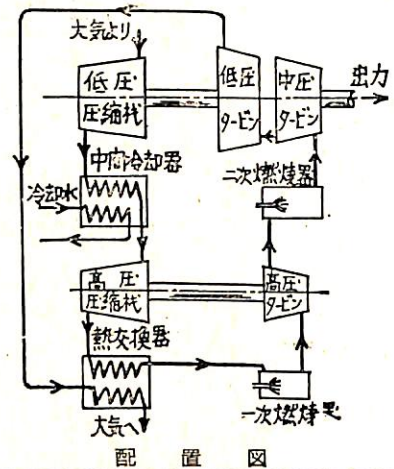 大気より
低圧
圧縮機
低圧
タービン
中圧
タービン
出力
中間冷却器
冷却水
二次燃焼器
高圧
圧縮機
高圧
タービン
熱交換器
一次燃焼器
大気へ
配置図